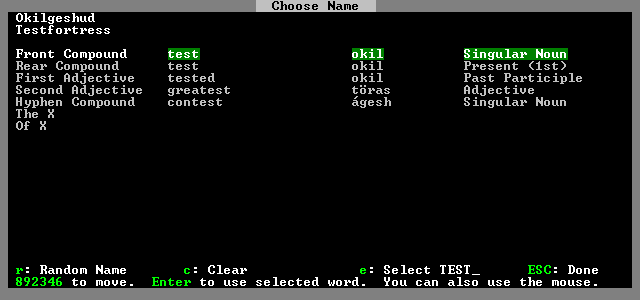 Choose Name
Okilgeshud
Testfortress
Front Compound test okil Singular Noun
Rear Compound test okil Present (1st)
First Adjective tested okil Past Participle
Second Adjective greatest töras Adjective
Hyphen Compound contest ágesh Singular Noun
The X
Of X
r: Random Name c: Clear e: Select TEST_ ESC: Done
892346 to move. Enter to use selected word. You can also use the mouse.